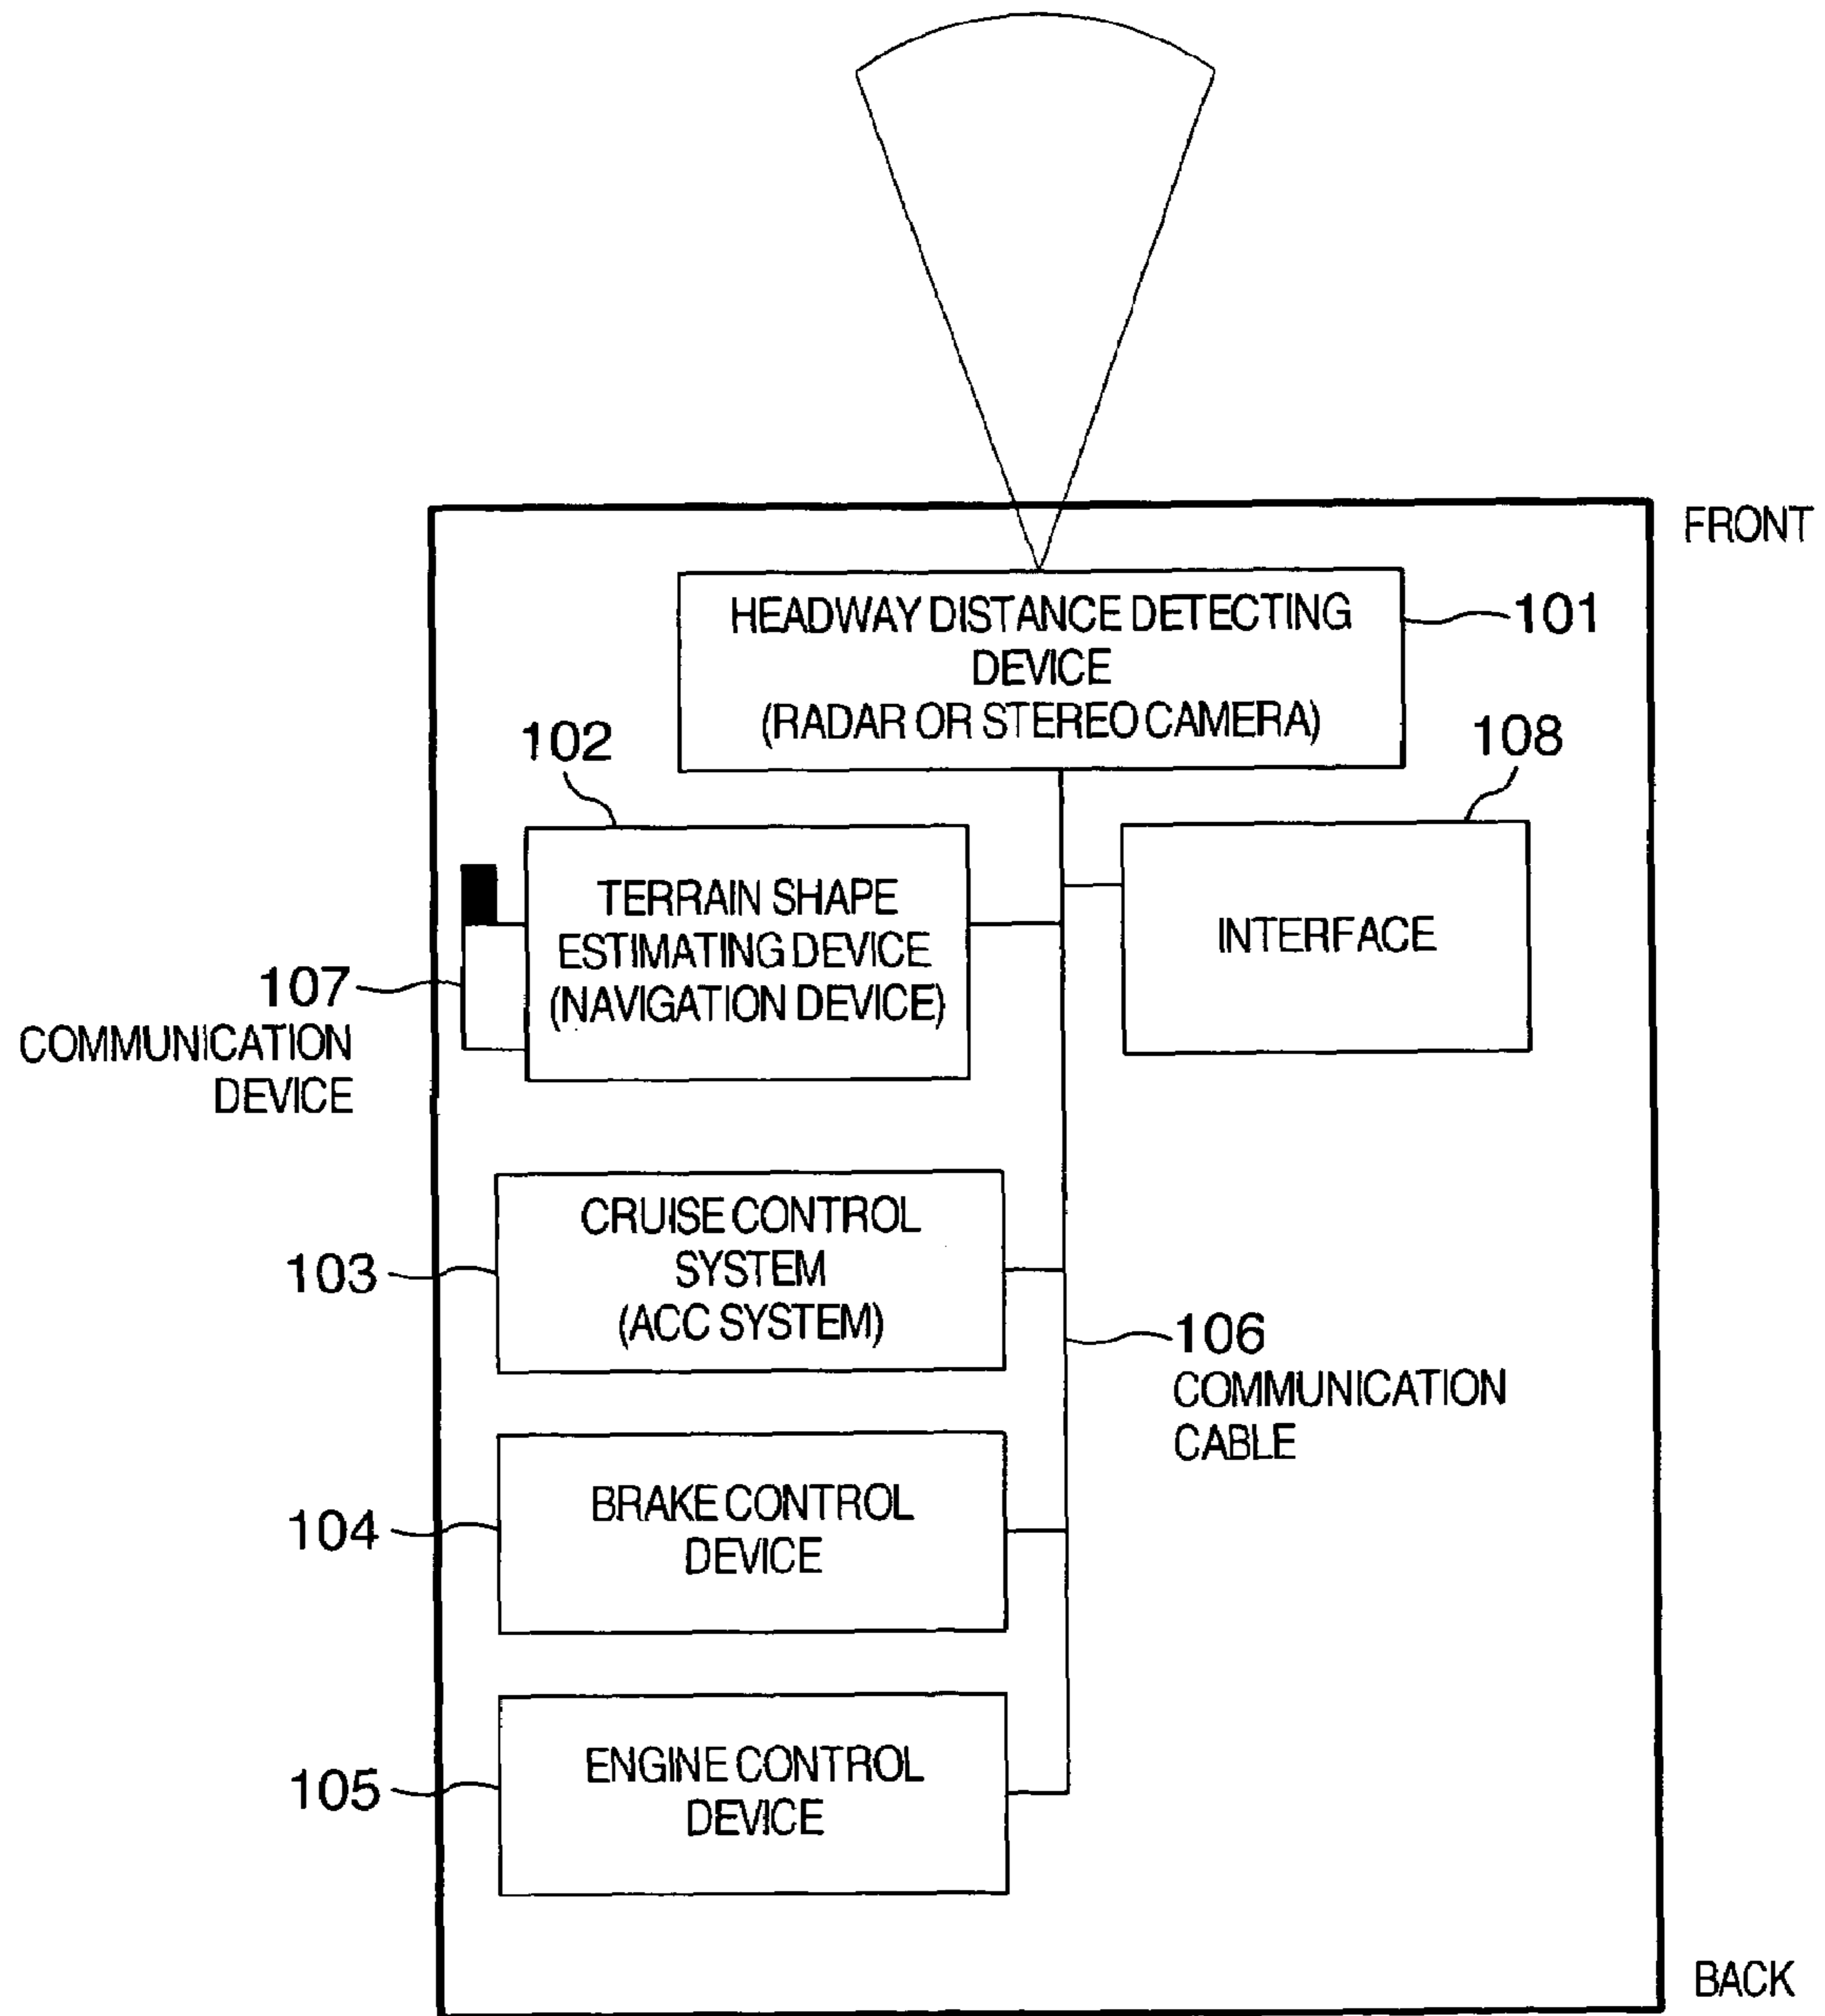 FRONT
HEADWAY DISTANCE DETECTING
DEVICE
(RADAR OR STEREO CAMERA)
101
102
108
TERRAIN SHAPE
ESTIMATING DEVICE
(NAVIGATION DEVICE)
INTERFACE
107
COMMUNICATION
DEVICE
CRUISE CONTROL
SYSTEM
(ACC SYSTEM)
103
106
COMMUNICATION
CABLE
BRAKE CONTROL
DEVICE
104
ENGINE CONTROL
DEVICE
105
BACK